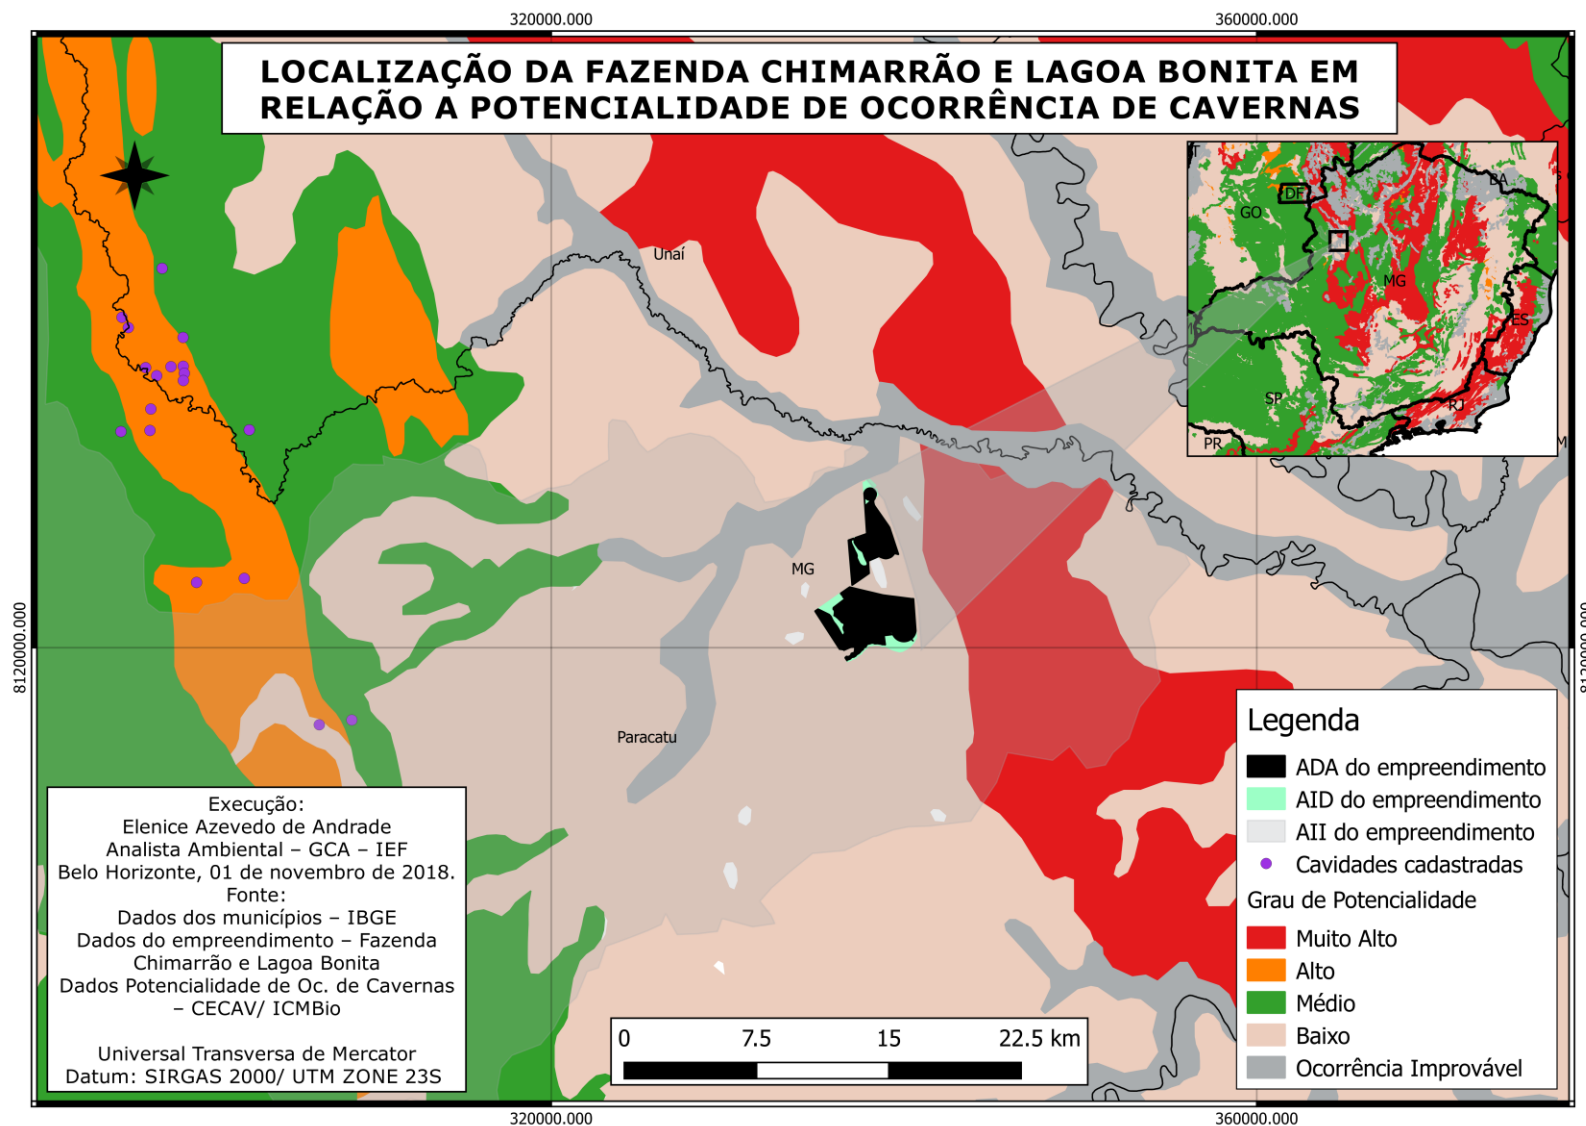 320000.000
360000.000
LOCALIZAÇÃO DA FAZENDA CHIMARRÃO E LAGOA BONITA EM
RELAÇÃO A POTENCIALIDADE DE OCORRÊNCIA DE CAVERNAS
DF
GO
BA
MG
ES
SP
RJ
PR
Unaí
MG
Paracatu
8120000.000
8120000.000
Legenda
ADA do empreendimento
AID do empreendimento
AII do empreendimento
Cavidades cadastradas
Grau de Potencialidade
Muito Alto
Alto
Médio
Baixo
Ocorrência Improvável
Execução:
Elenice Azevedo de Andrade
Analista Ambiental – GCA – IEF
Belo Horizonte, 01 de novembro de 2018.
Fonte:
Dados dos municípios – IBGE
Dados do empreendimento – Fazenda
Chimarrão e Lagoa Bonita
Dados Potencialidade de Oc. de Cavernas
– CECAV/ ICMBio
Universal Transversa de Mercator
Datum: SIRGAS 2000/ UTM ZONE 23S
0 7.5 15 22.5 km
320000.000
360000.000